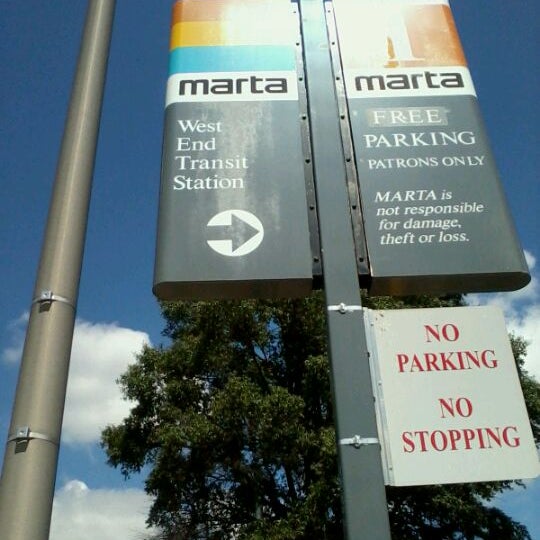 marta
West
End
Transit
Station
marta
FREE
PARKING
PATRONS ONLY
MARTA is
not responsible
for damage,
theft or loss.
NO
PARKING
NO
STOPPING